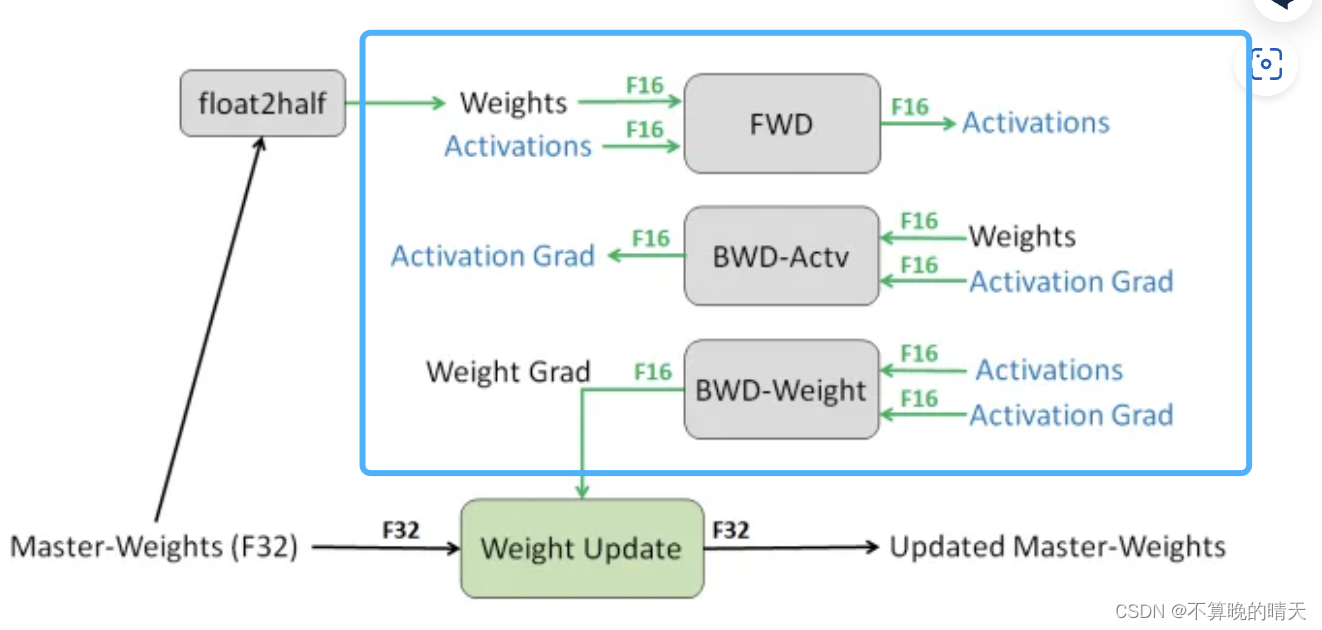 float2half
Weights
F16
FWD
F16
Activations
Activations
F16
Activation Grad
F16
BWD-Actv
F16
Weights
F16
Activation Grad
Weight Grad
F16
BWD-Weight
F16
Activations
F16
Activation Grad
Master-Weights (F32)
F32
Weight Update
F32
Updated Master-Weights
CSDN @不算晚的晴天